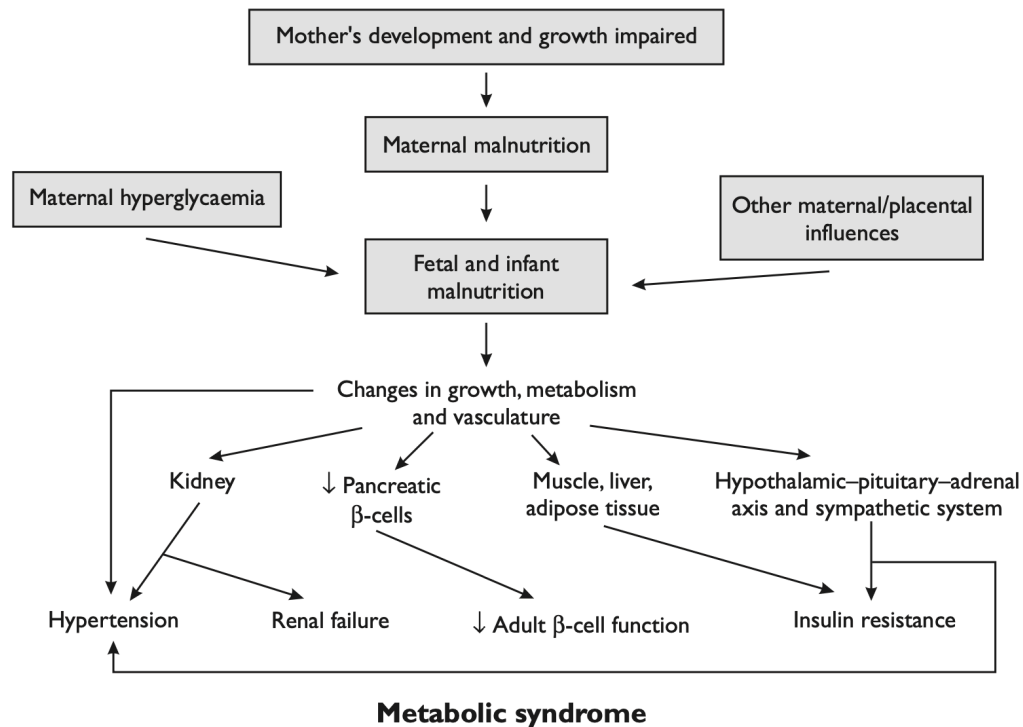 Mother's development and growth impaired
Maternal malnutrition
Maternal hyperglycaemia
Other maternal/placental
influences
Fetal and infant
malnutrition
Changes in growth, metabolism
and vasculature
Kidney
↓ Pancreatic
β-cells
Muscle, liver,
adipose tissue
Hypothalamic–pituitary–adrenal
axis and sympathetic system
Hypertension
Renal failure
↓ Adult β-cell function
Insulin resistance
Metabolic syndrome